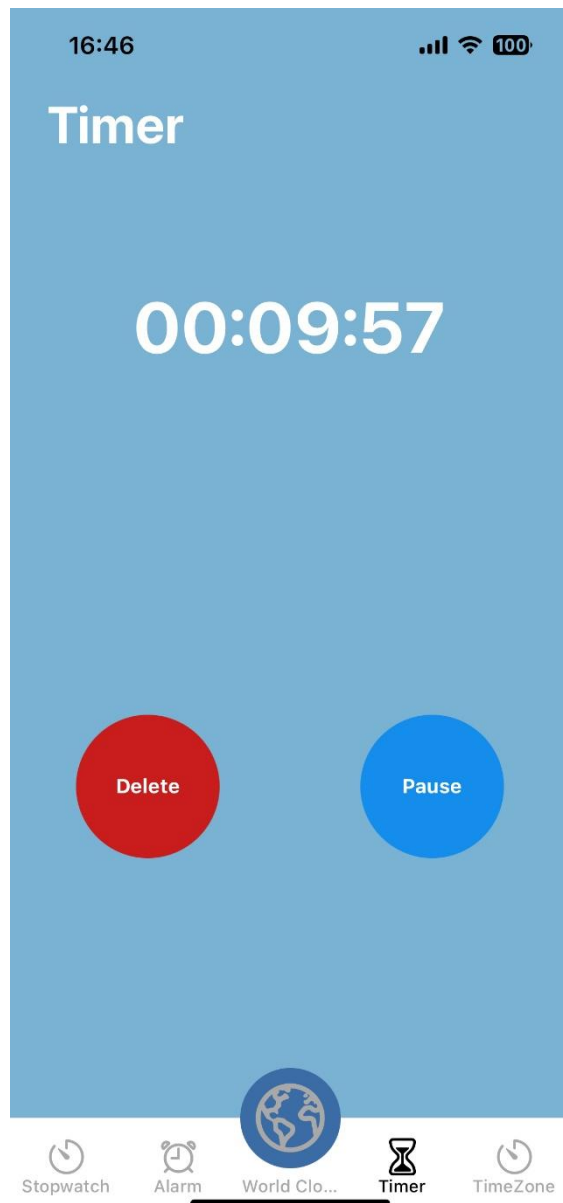 16:46
100
Timer
00:09:57
Delete
Pause
Stopwatch
Alarm
World Clo...
Timer
TimeZone